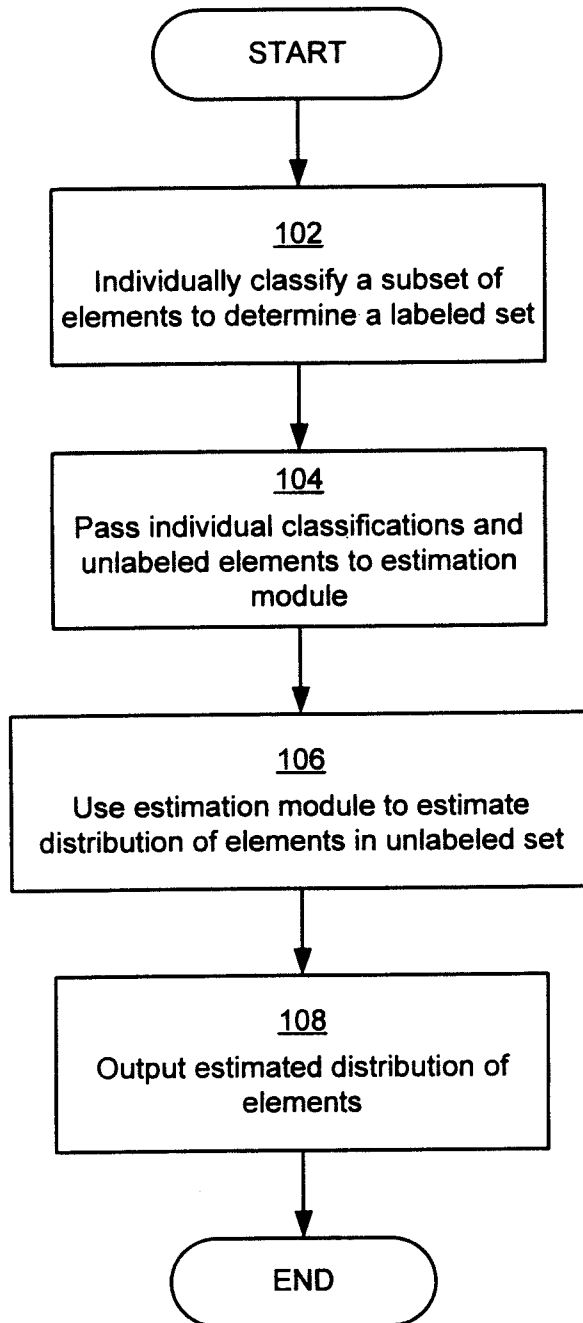 START
102
Individually classify a subset of
elements to determine a labeled set
104
Pass individual classifications and
unlabeled elements to estimation
module
106
Use estimation module to estimate
distribution of elements in unlabeled set
108
Output estimated distribution of
elements
END